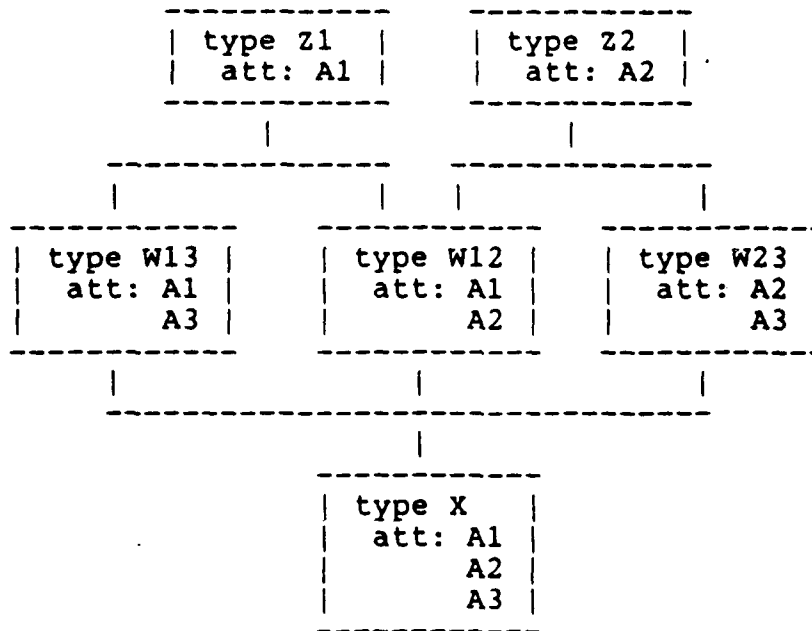 type Z1 type Z2
att: A1 att: A2
type W13 type W12 type W23
att: A1 att: A1 att: A2
A3 A2 A3
type X
att: A1
A2
A3